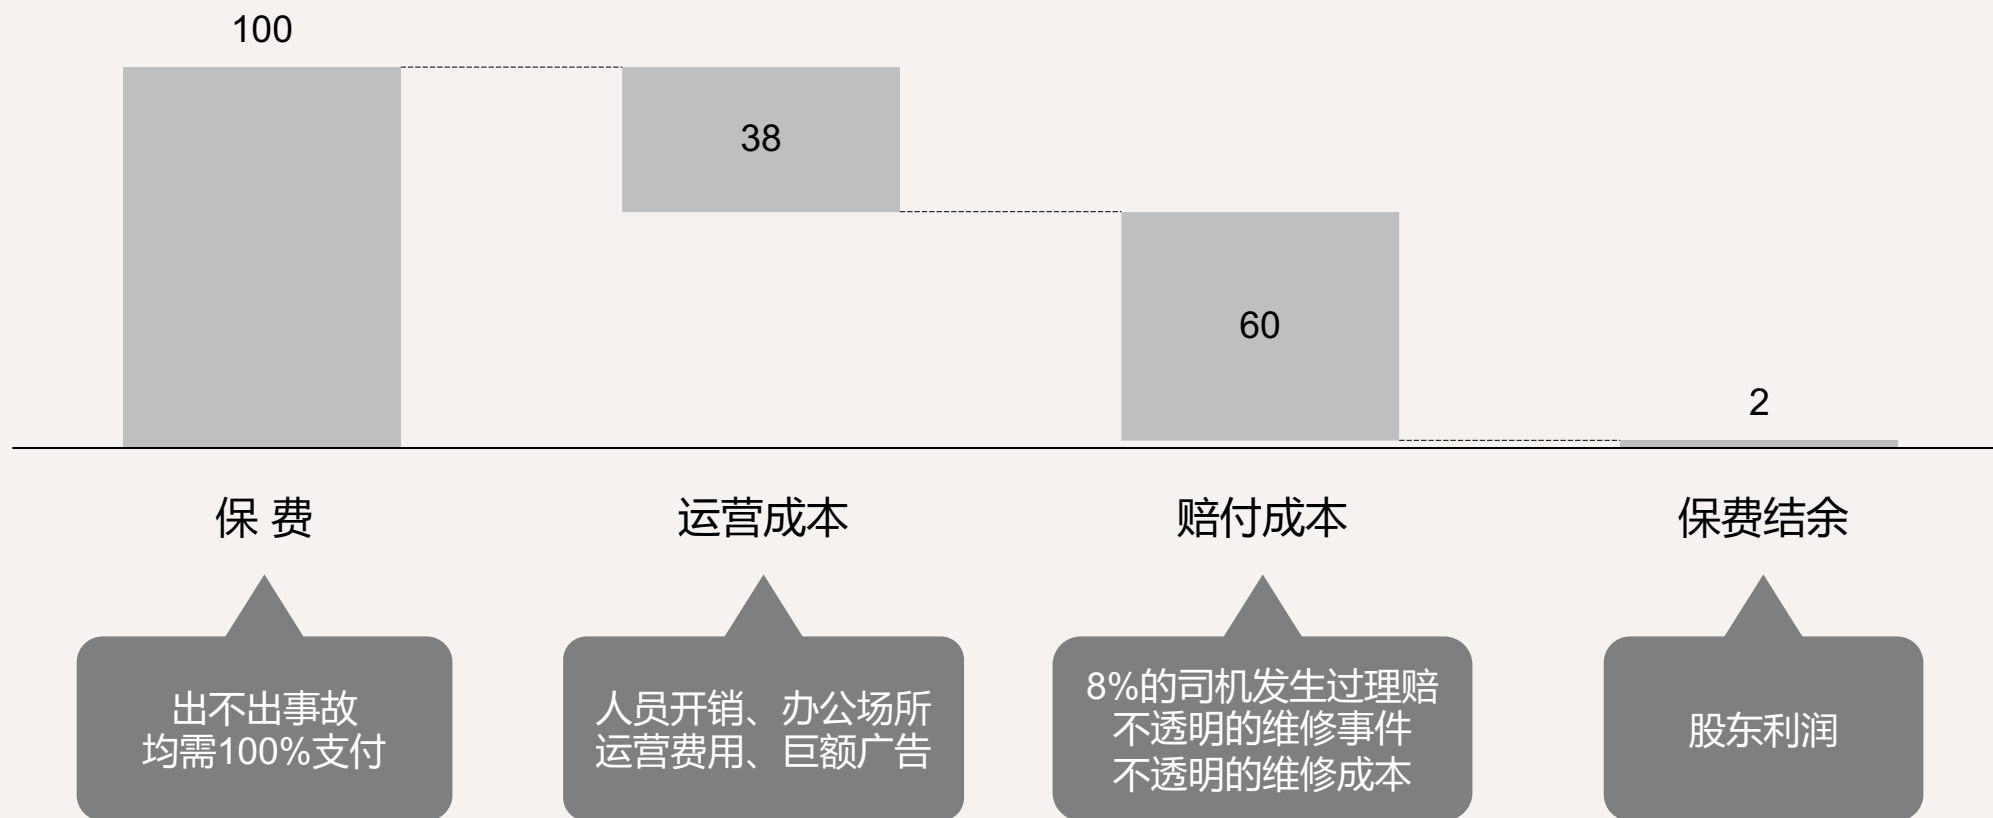 100
38
60
2
保 费
运营成本
赔付成本
保费结余
出不出事故
均需100%支付
人员开销、办公场所
运营费用、巨额广告
8%的司机发生过理赔
不透明的维修事件
不透明的维修成本
股东利润